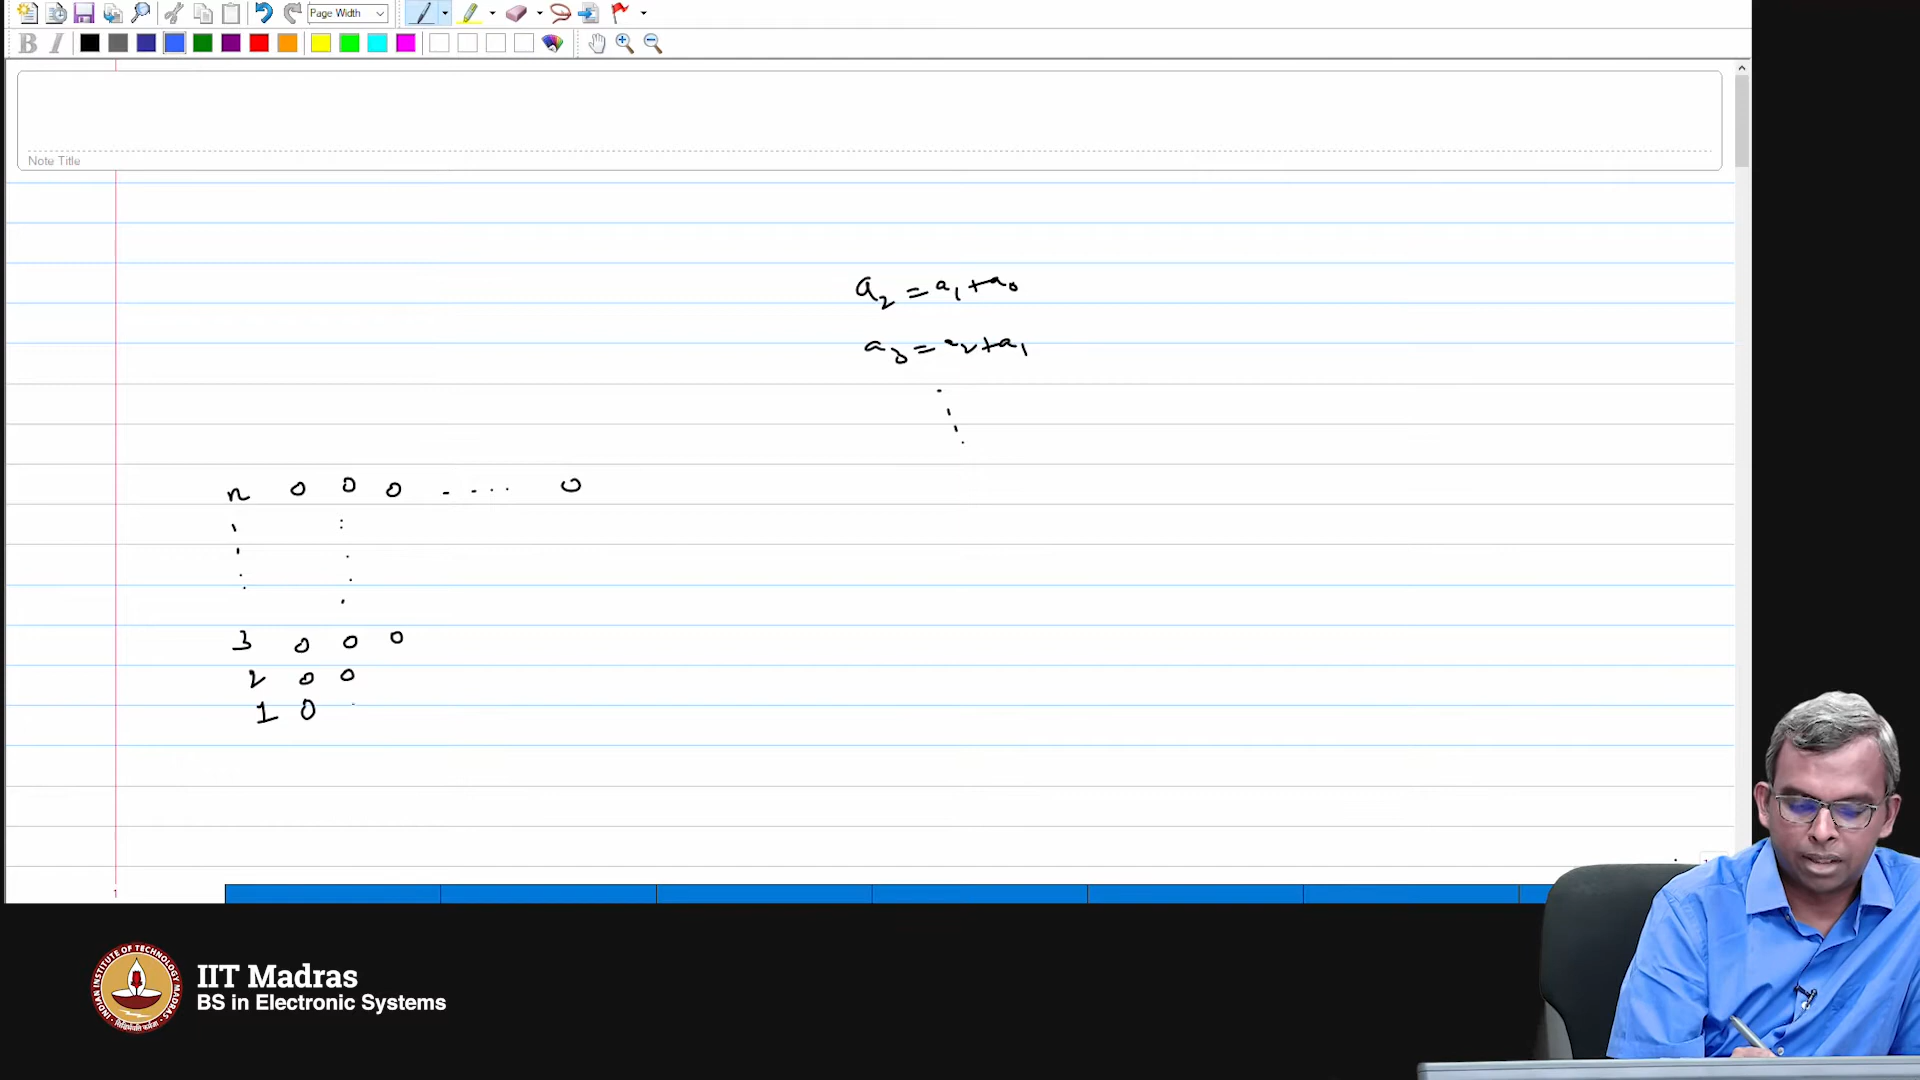 Page Width
B I
Note Title
a₂ = a₁ + a₀
a₃ = a₂ + a₁
n 0 0 0 ..... 0
3 0 0 0
2 0 0
1 0
1
IIT Madras
BS in Electronic Systems